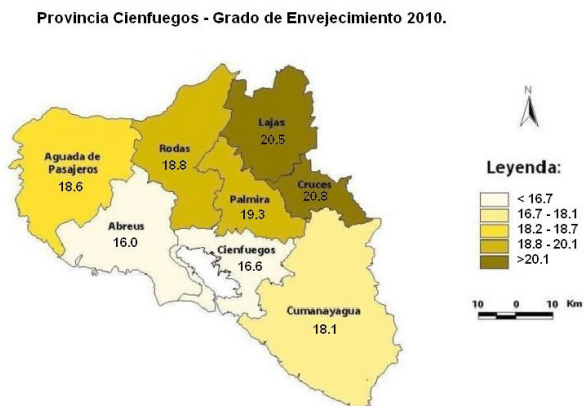 Provincia Cienfuegos - Grado de Envejecimiento 2010.
N
Lajas
20.5
Rodas
18.8
Aguada de
Pasajeros
18.6
Cruces
20.8
Palmira
19.3
Abreus
16.0
Cienfuegos
16.6
Cumanayagua
18.1
Leyenda:
< 16.7
16.7 - 18.1
18.2 - 18.7
18.8 - 20.1
>20.1
10 0 10 Km